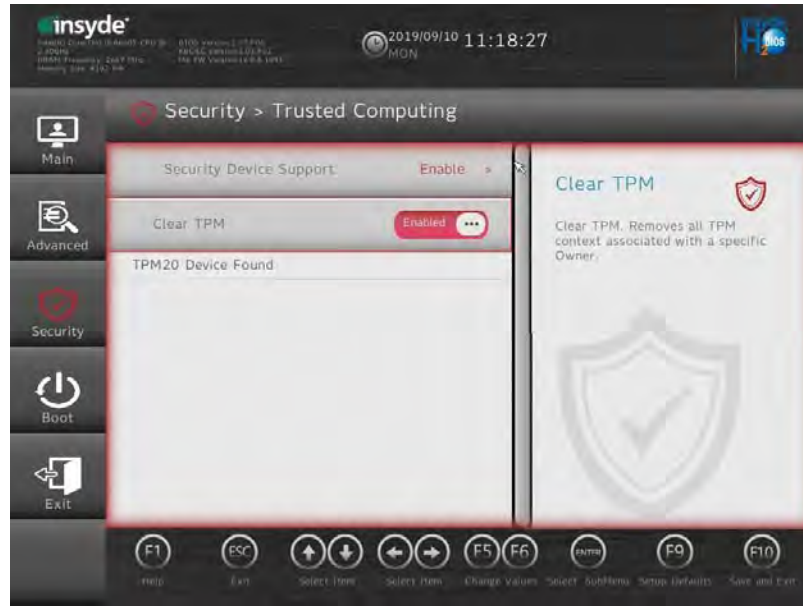 insyde
2019/09/10 11:18:27
MON
H2BIOS
Security > Trusted Computing
Main
Advanced
Security
Boot
Exit
Security Device Support Enable >
Clear TPM Enabled
TPM20 Device Found
Clear TPM
Clear TPM. Removes all TPM
context associated with a specific
Owner.
F1 ESC F5 F6 ENTER F9 F10
Help Exit Select Item Select Item Change Values Select SubMenu Setup Defaults Save and Exit